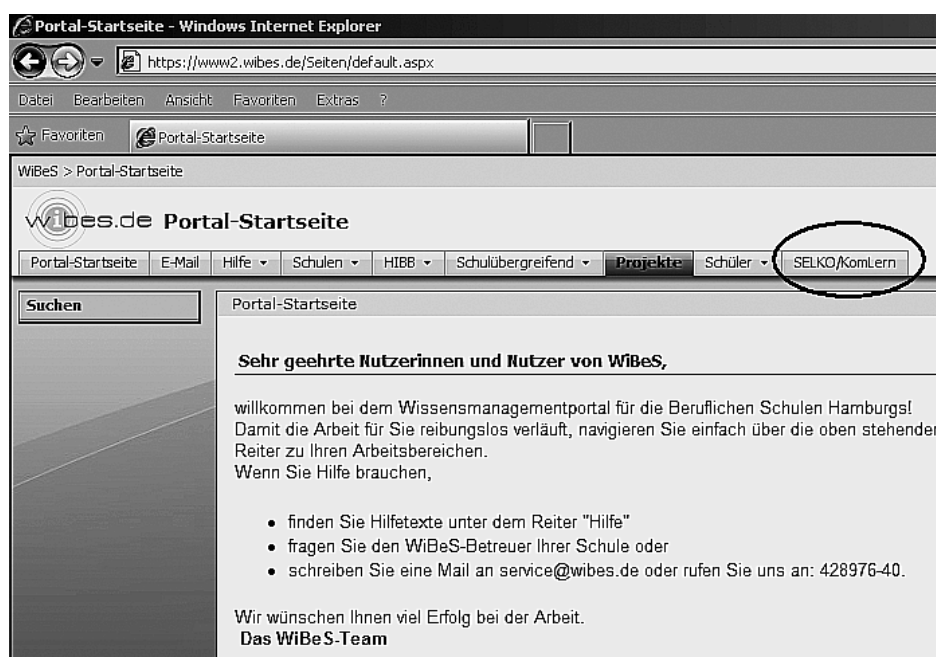 Portal-Startseite - Windows Internet Explorer
https://www2.wibes.de/Seiten/default.aspx
Datei Bearbeiten Ansicht Favoriten Extras ?
Favoriten Portal-Startseite
WiBeS > Portal-Startseite
wibes.de Portal-Startseite
Portal-Startseite E-Mail Hilfe Schulen HIBB Schulübergreifend Projekte Schüler SELKO/KomLern
Suchen
Portal-Startseite
Sehr geehrte Nutzerinnen und Nutzer von WiBeS,
willkommen bei dem Wissensmanagementportal für die Beruflichen Schulen Hamburgs!
Damit die Arbeit für Sie reibungslos verläuft, navigieren Sie einfach über die oben stehenden
Reiter zu Ihren Arbeitsbereichen.
Wenn Sie Hilfe brauchen,
• finden Sie Hilfetexte unter dem Reiter "Hilfe"
• fragen Sie den WiBeS-Betreuer Ihrer Schule oder
• schreiben Sie eine Mail an service@wibes.de oder rufen Sie uns an: 428976-40.
Wir wünschen Ihnen viel Erfolg bei der Arbeit.
Das WiBeS-Team